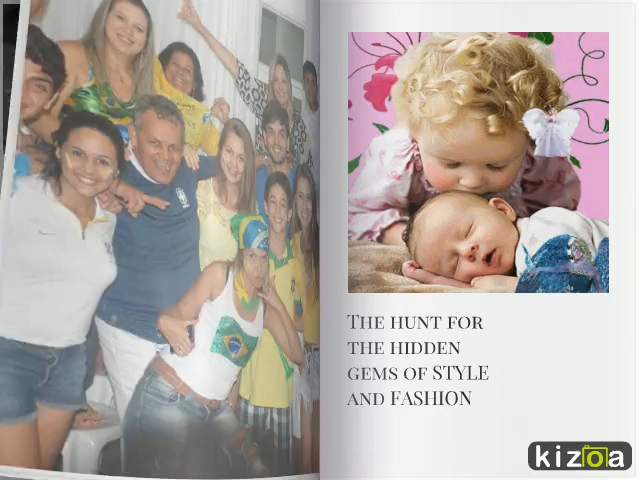 The hunt for
the hidden
gems of STYLE
and FASHION
kizoa